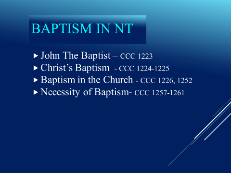 BAPTISM IN NT
John The Baptist – CCC 1223
Christ's Baptism - CCC 1224-1225
Baptism in the Church - CCC 1226, 1252
Necessity of Baptism- CCC 1257-1261